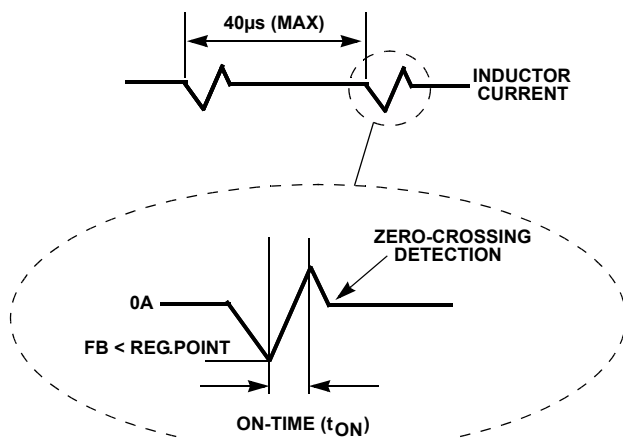 40µs (MAX)
INDUCTOR
CURRENT
ZERO-CROSSING
DETECTION
0A
FB < REG.POINT
ON-TIME (tON)